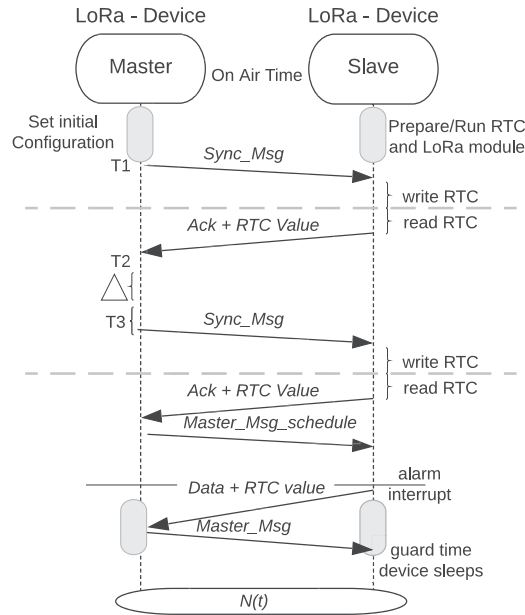 LoRa - Device
LoRa - Device
Master
On Air Time
Slave
Set initial
Configuration
Prepare/Run RTC
and LoRa module
T1
Sync_Msg
write RTC
Ack + RTC Value
read RTC
T2
T3
Sync_Msg
write RTC
Ack + RTC Value
read RTC
Master_Msg_schedule
Data + RTC value
alarm
interrupt
Master_Msg
guard time
device sleeps
N(t)